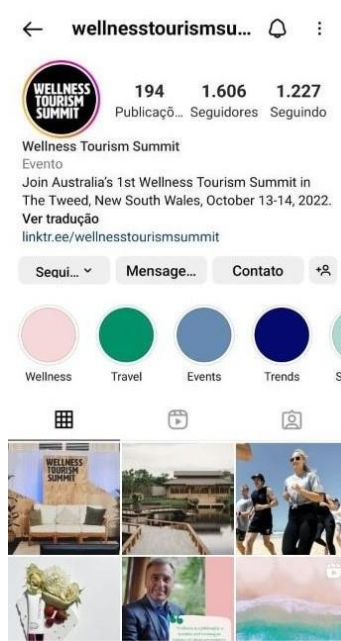 wellnesstourismsu...
WELLNESS
TOURISM
SUMMIT
194 1.606 1.227
Publicaçõ... Seguidores Seguindo
Wellness Tourism Summit
Evento
Join Australia's 1st Wellness Tourism Summit in
The Tweed, New South Wales, October 13-14, 2022.
Ver tradução
linktr.ee/wellnesstourismsummit
Segui... Mensage... Contato
Wellness Travel Events Trends S
WELLNESS
TOURISM
SUMMIT